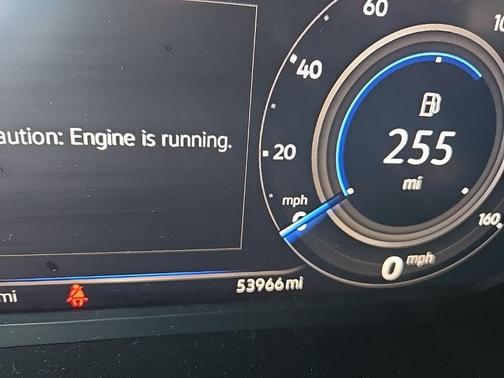 60
40
aution: Engine is running.
255
20
mi
mph
160
0 mph
mi
53966 mi